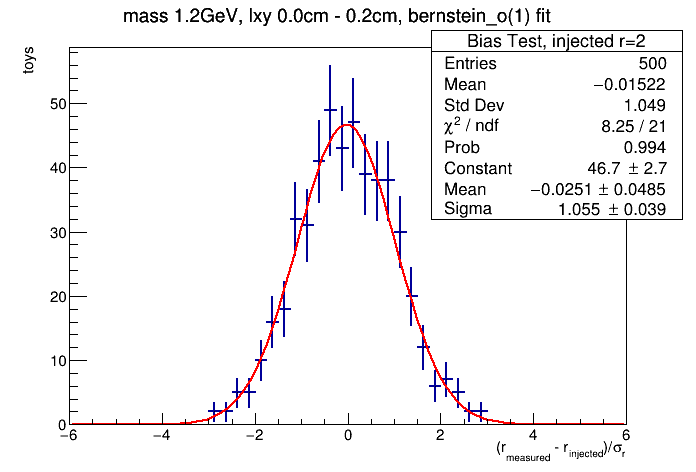 mass 1.2GeV, lxy 0.0cm - 0.2cm, bernstein_o(1) fit
toys
Bias Test, injected r=2
Entries 500
Mean −0.01522
Std Dev 1.049
χ² / ndf 8.25 / 21
Prob 0.994
Constant 46.7 ± 2.7
Mean −0.0251 ± 0.0485
Sigma 1.055 ± 0.039
50
40
30
20
10
0
−6 −4 −2 0 2 4 6
(r_measured - r_injected)/σ_r